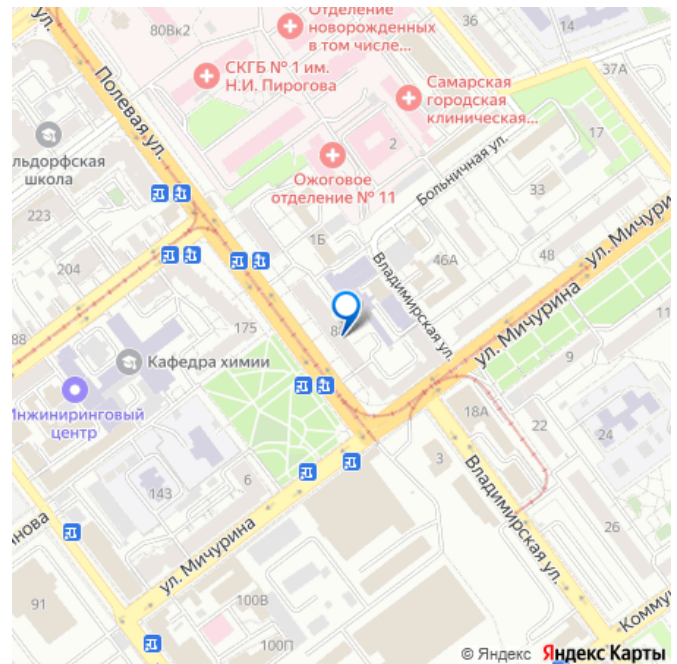 Отделение
новорожденных
в том числе...
80Вк2
14
ул.
37А
СКГБ № 1 им.
Н.И. Пирогова
Самарская
городская
клиническая...
Полевая ул.
2
17
льдорфская
школа
Ожоговое
отделение № 11
Больничная ул.
33
223
1Б
46А
48
ул. Мичури
204
Владимирская ул.
ул. Мичурина
88
175
Кафедра химии
9
11
Инжиниринговый
центр
18А
22
24
3
143
6
Владимирская ул.
нова
26
ул. Мичурина
91
100В
Комму
100П
© Яндекс Яндекс Карты